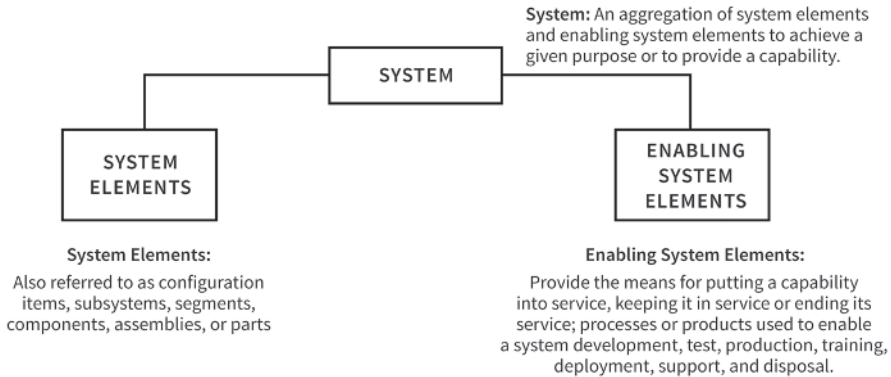 System: An aggregation of system elements
and enabling system elements to achieve a
given purpose or to provide a capability.
SYSTEM
SYSTEM
ELEMENTS
ENABLING
SYSTEM
ELEMENTS
System Elements:
Also referred to as configuration
items, subsystems, segments,
components, assemblies, or parts
Enabling System Elements:
Provide the means for putting a capability
into service, keeping it in service or ending its
service; processes or products used to enable
a system development, test, production, training,
deployment, support, and disposal.